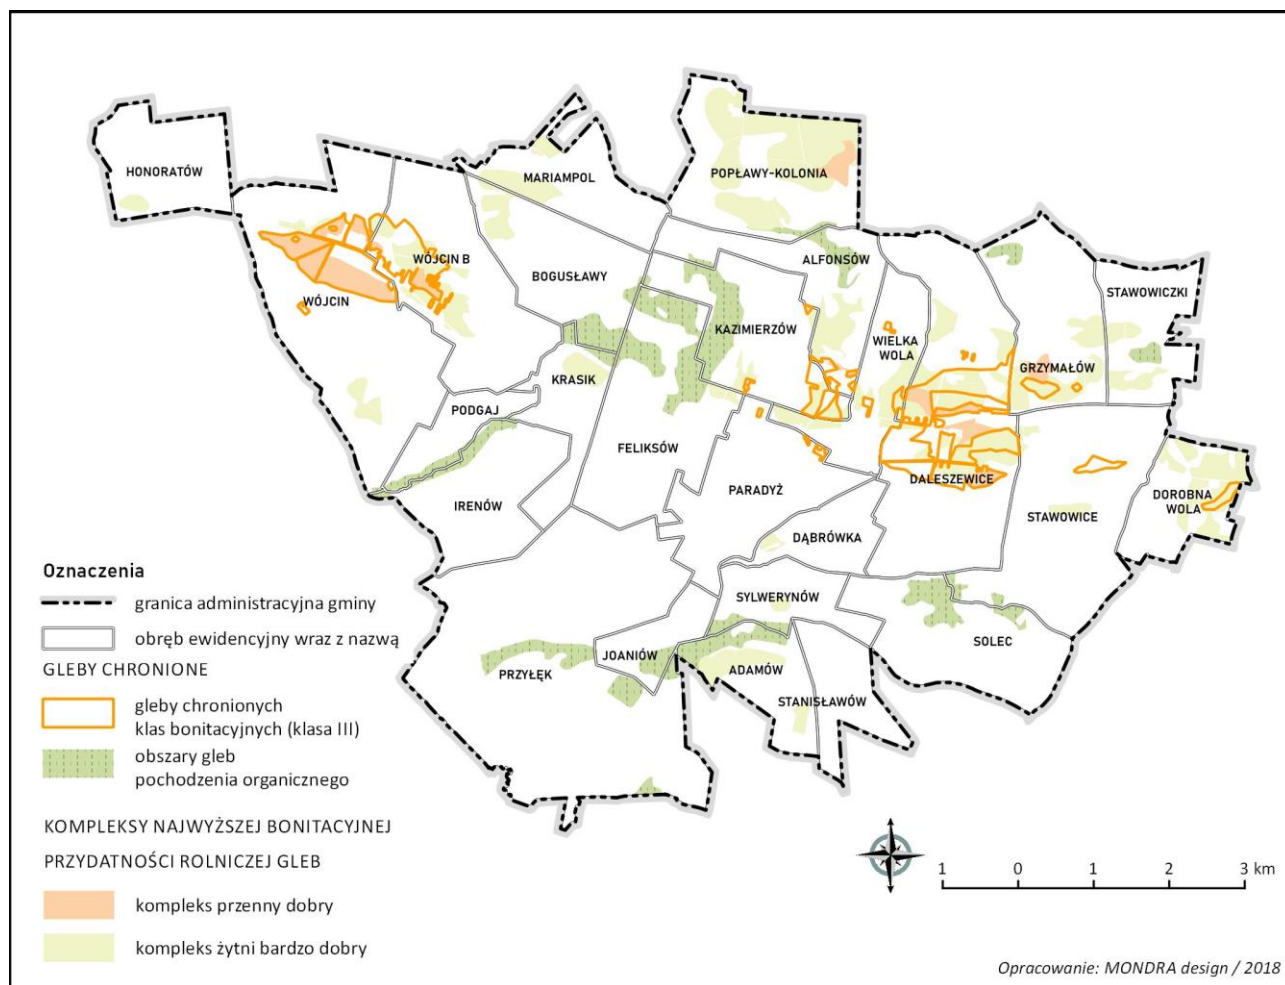 HONORATÓW
MARIAMPOL
POPŁAWY-KOLONIA
WÓJCIN B
ALFONSÓW
BOGUSŁAWY
STAWOWICZKI
WÓJCIN
KAZIMIERZÓW
WIELKA
WOLA
GRZYMAŁÓW
KRASIK
PODGAJ
FELIKSÓW
DALESZEWICE
PARADYŻ
DOROBNA
WOLA
IRENÓW
STAWOWICE
DĄBRÓWKA
SYLWERYNÓW
SOLEC
JOANIÓW
PRZYŁĘK
ADAMÓW
STANISŁAWÓW
Oznaczenia
granica administracyjna gminy
obręb ewidencyjny wraz z nazwą
GLEBY CHRONIONE
gleby chronionych
klas bonitacyjnych (klasa III)
obszary gleb
pochodzenia organicznego
KOMPLEKSY NAJWYŻSZEJ BONITACYJNEJ
PRZYDATNOŚCI ROLNICZEJ GLEB
kompleks przenny dobry
kompleks żytni bardzo dobry
1 0 1 2 3 km
Opracowanie: MONDRA design / 2018